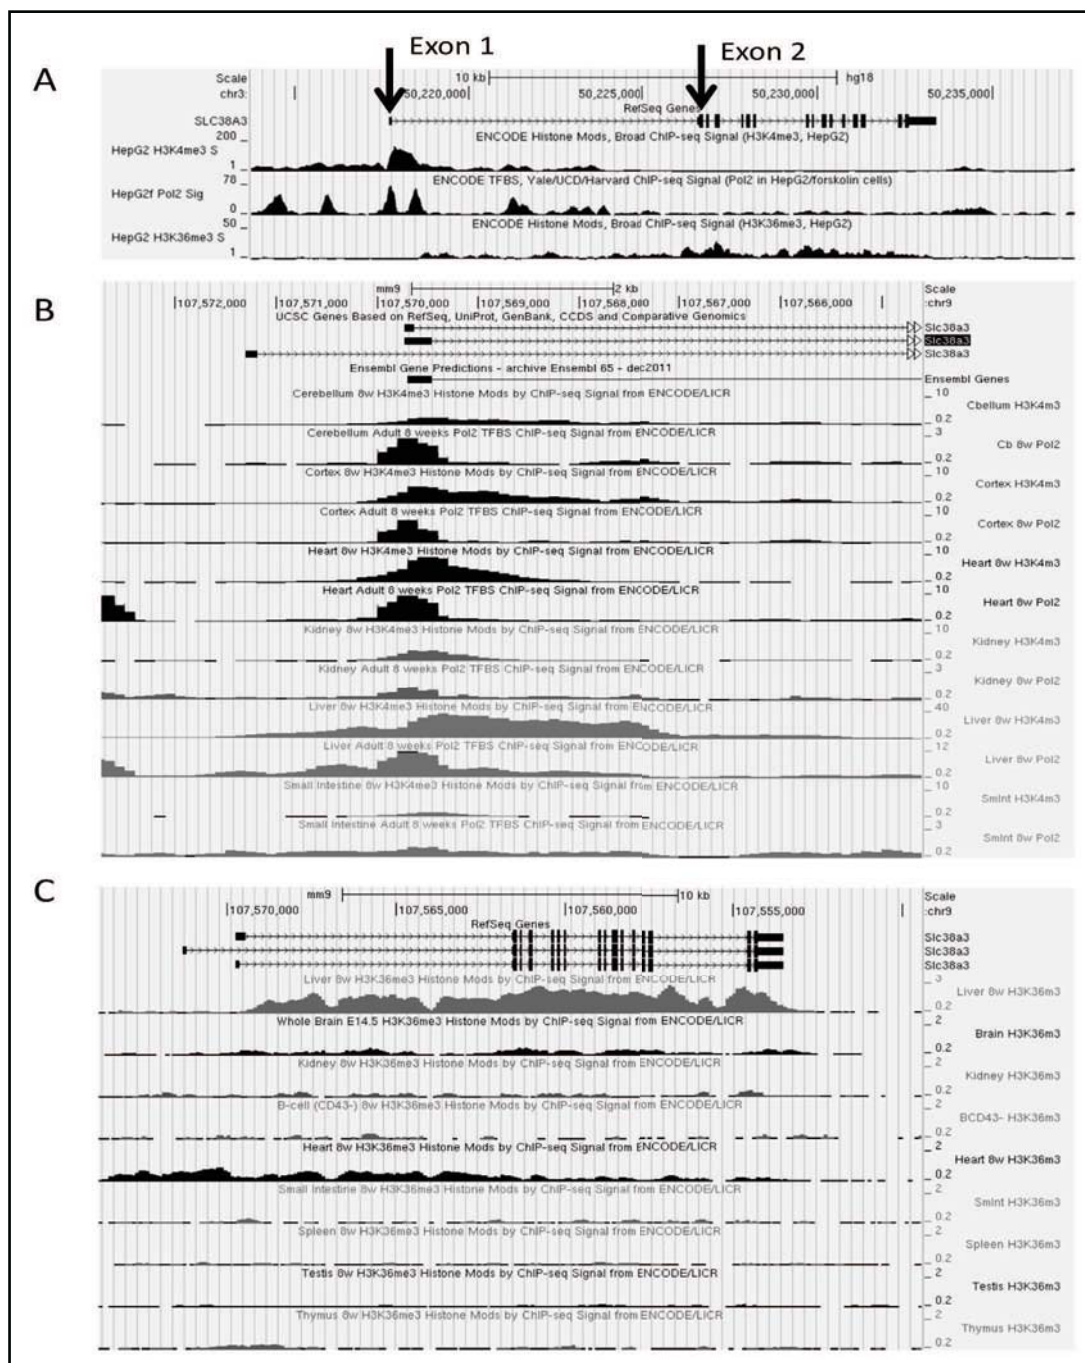 A
Exon 1
Exon 2
Scale
10 kb
hg18
chr3:
50,220,000
50,225,000
50,230,000
50,235,000
RefSeq Genes
SLC38A3
200
ENCODE Histone Mods, Broad ChIP-seq Signal (H3K4me3, HepG2)
HepG2 H3K4me3 S
1
70
ENCODE TFBS, Yale/UCD/Harvard ChIP-seq Signal (Pol2 in HepG2/forskolin cells)
HepG2f Pol2 Sig
0
50
ENCODE Histone Mods, Broad ChIP-seq Signal (H3K36me3, HepG2)
HepG2 H3K36me3 S
1
B
mm9
2 kb
Scale
107,572,000
107,571,000
107,570,000
107,569,000
107,568,000
107,567,000
107,566,000
:chr9
UCSC Genes Based on RefSeq, UniProt, GenBank, CCDS and Comparative Genomics
Slc38a3
Slc38a3
Slc38a3
Ensembl Gene Predictions - archive Ensembl 65 - dec2011
Ensembl Genes
Cerebellum 8w H3K4me3 Histone Mods by ChIP-seq Signal from ENCODE/LICR
10
Cbellum H3K4m3
0.2
Cerebellum Adult 8 weeks Pol2 TFBS ChIP-seq Signal from ENCODE/LICR
3
Cb 8w Pol2
0.2
Cortex 8w H3K4me3 Histone Mods by ChIP-seq Signal from ENCODE/LICR
10
Cortex H3K4m3
0.2
Cortex Adult 8 weeks Pol2 TFBS ChIP-seq Signal from ENCODE/LICR
10
Cortex 8w Pol2
0.2
Heart 8w H3K4me3 Histone Mods by ChIP-seq Signal from ENCODE/LICR
10
Heart 8w H3K4m3
0.2
Heart Adult 8 weeks Pol2 TFBS ChIP-seq Signal from ENCODE/LICR
10
Heart 8w Pol2
0.2
Kidney 8w H3K4me3 Histone Mods by ChIP-seq Signal from ENCODE/LICR
10
Kidney H3K4m3
0.2
Kidney Adult 8 weeks Pol2 TFBS ChIP-seq Signal from ENCODE/LICR
3
Kidney 8w Pol2
0.2
Liver 8w H3K4me3 Histone Mods by ChIP-seq Signal from ENCODE/LICR
40
Liver 8w H3K4m3
0.2
Liver Adult 8 weeks Pol2 TFBS ChIP-seq Signal from ENCODE/LICR
12
Liver 8w Pol2
0.2
Small Intestine 8w H3K4me3 Histone Mods by ChIP-seq Signal from ENCODE/LICR
10
SmInt H3K4m3
0.2
Small Intestine Adult 8 weeks Pol2 TFBS ChIP-seq Signal from ENCODE/LICR
3
SmInt 8w Pol2
0.2
C
mm9
10 kb
Scale
107,570,000
107,565,000
107,560,000
107,555,000
:chr9
RefSeq Genes
Slc38a3
Slc38a3
Slc38a3
Liver 8w H3K36me3 Histone Mods by ChIP-seq Signal from ENCODE/LICR
3
Liver 8w H3K36m3
0.2
Whole Brain E14.5 H3K36me3 Histone Mods by ChIP-seq Signal from ENCODE/LICR
2
Brain H3K36m3
0.2
Kidney 8w H3K36me3 Histone Mods by ChIP-seq Signal from ENCODE/LICR
2
Kidney H3K36m3
0.2
B-cell (CD43-) 8w H3K36me3 Histone Mods by ChIP-seq Signal from ENCODE/LICR
2
BCD43- H3K36m3
0.2
Heart 8w H3K36me3 Histone Mods by ChIP-seq Signal from ENCODE/LICR
2
Heart 8w H3K36m3
0.2
Small Intestine 8w H3K36me3 Histone Mods by ChIP-seq Signal from ENCODE/LICR
2
SmInt H3K36m3
0.2
Spleen 8w H3K36me3 Histone Mods by ChIP-seq Signal from ENCODE/LICR
2
Spleen H3K36m3
0.2
Testis 8w H3K36me3 Histone Mods by ChIP-seq Signal from ENCODE/LICR
2
Testis H3K36m3
0.2
Thymus 8w H3K36me3 Histone Mods by ChIP-seq Signal from ENCODE/LICR
2
Thymus H3K36m3
0.2